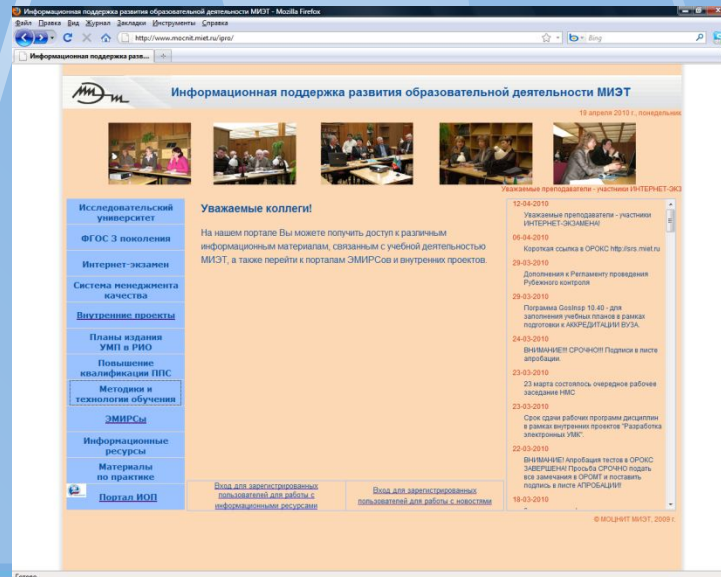 Информационная поддержка развития образовательной деятельности МИЭТ - Mozilla Firefox
Файл Правка Вид Журнал Закладки Инструменты Справка
http://www.mocnit.miet.ru/ipro/
Bing
Информационная поддержка разв...
Информационная поддержка развития образовательной деятельности МИЭТ
19 апреля 2010 г., понедельник
Уважаемые преподаватели - участники ИНТЕРНЕТ-ЭКЗ
Исследовательский
университет
ФГОС 3 поколения
Интернет-экзамен
Система менеджмента
качества
Внутренние проекты
Планы издания
УМП в РИО
Повышение
квалификации ППС
Методики и
технологии обучения
ЭМИРСы
Информационные
ресурсы
Материалы
по практике
Портал ИОП
Уважаемые коллеги!
На нашем портале Вы можете получить доступ к различным
информационным материалам, связанным с учебной деятельностью
МИЭТ, а также перейти к порталам ЭМИРСов и внутренних проектов.
Вход для зарегистрированных
пользователей для работы с
информационными ресурсами
Вход для зарегистрированных
пользователей для работы с новостями
12-04-2010
Уважаемые преподаватели - участники
ИНТЕРНЕТ-ЭКЗАМЕНА!
06-04-2010
Короткая ссылка в ОРОКС http://srs.miet.ru
29-03-2010
Дополнения к Регламенту проведения
Рубежного контроля
29-03-2010
Пограмма GosInsp 10.40 - для
заполнения учебных планов в рамках
подготовки к АККРЕДИТАЦИИ ВУЗА.
24-03-2010
ВНИМАНИЕ!!! СРОЧНО!!! Подписи в листе
апробации.
23-03-2010
23 марта состоялось очередное рабочее
заседание НМС
23-03-2010
Срок сдачи рабочих программ дисциплин
в рамках внутренних проектов "Разработка
электронных УМК".
22-03-2010
ВНИМАНИЕ! Апробация тестов в ОРОКС
ЗАВЕРШЕНА! Просьба СРОЧНО подать
все замечания в ОРОМТ и поставить
подпись в листе АПРОБАЦИИ!!!
18-03-2010
© МОЦНИТ МИЭТ, 2009 г.
Готово